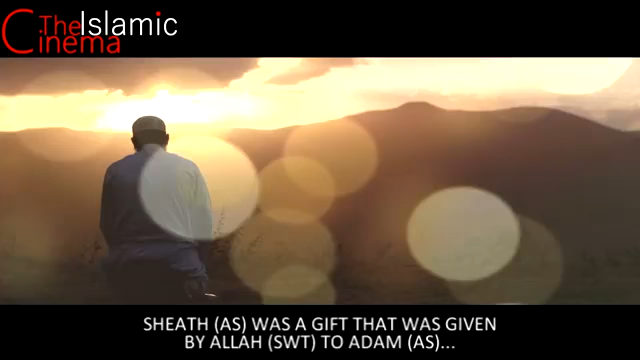 The Islamic
Cinema
SHEATH (AS) WAS A GIFT THAT WAS GIVEN
BY ALLAH (SWT) TO ADAM (AS)...